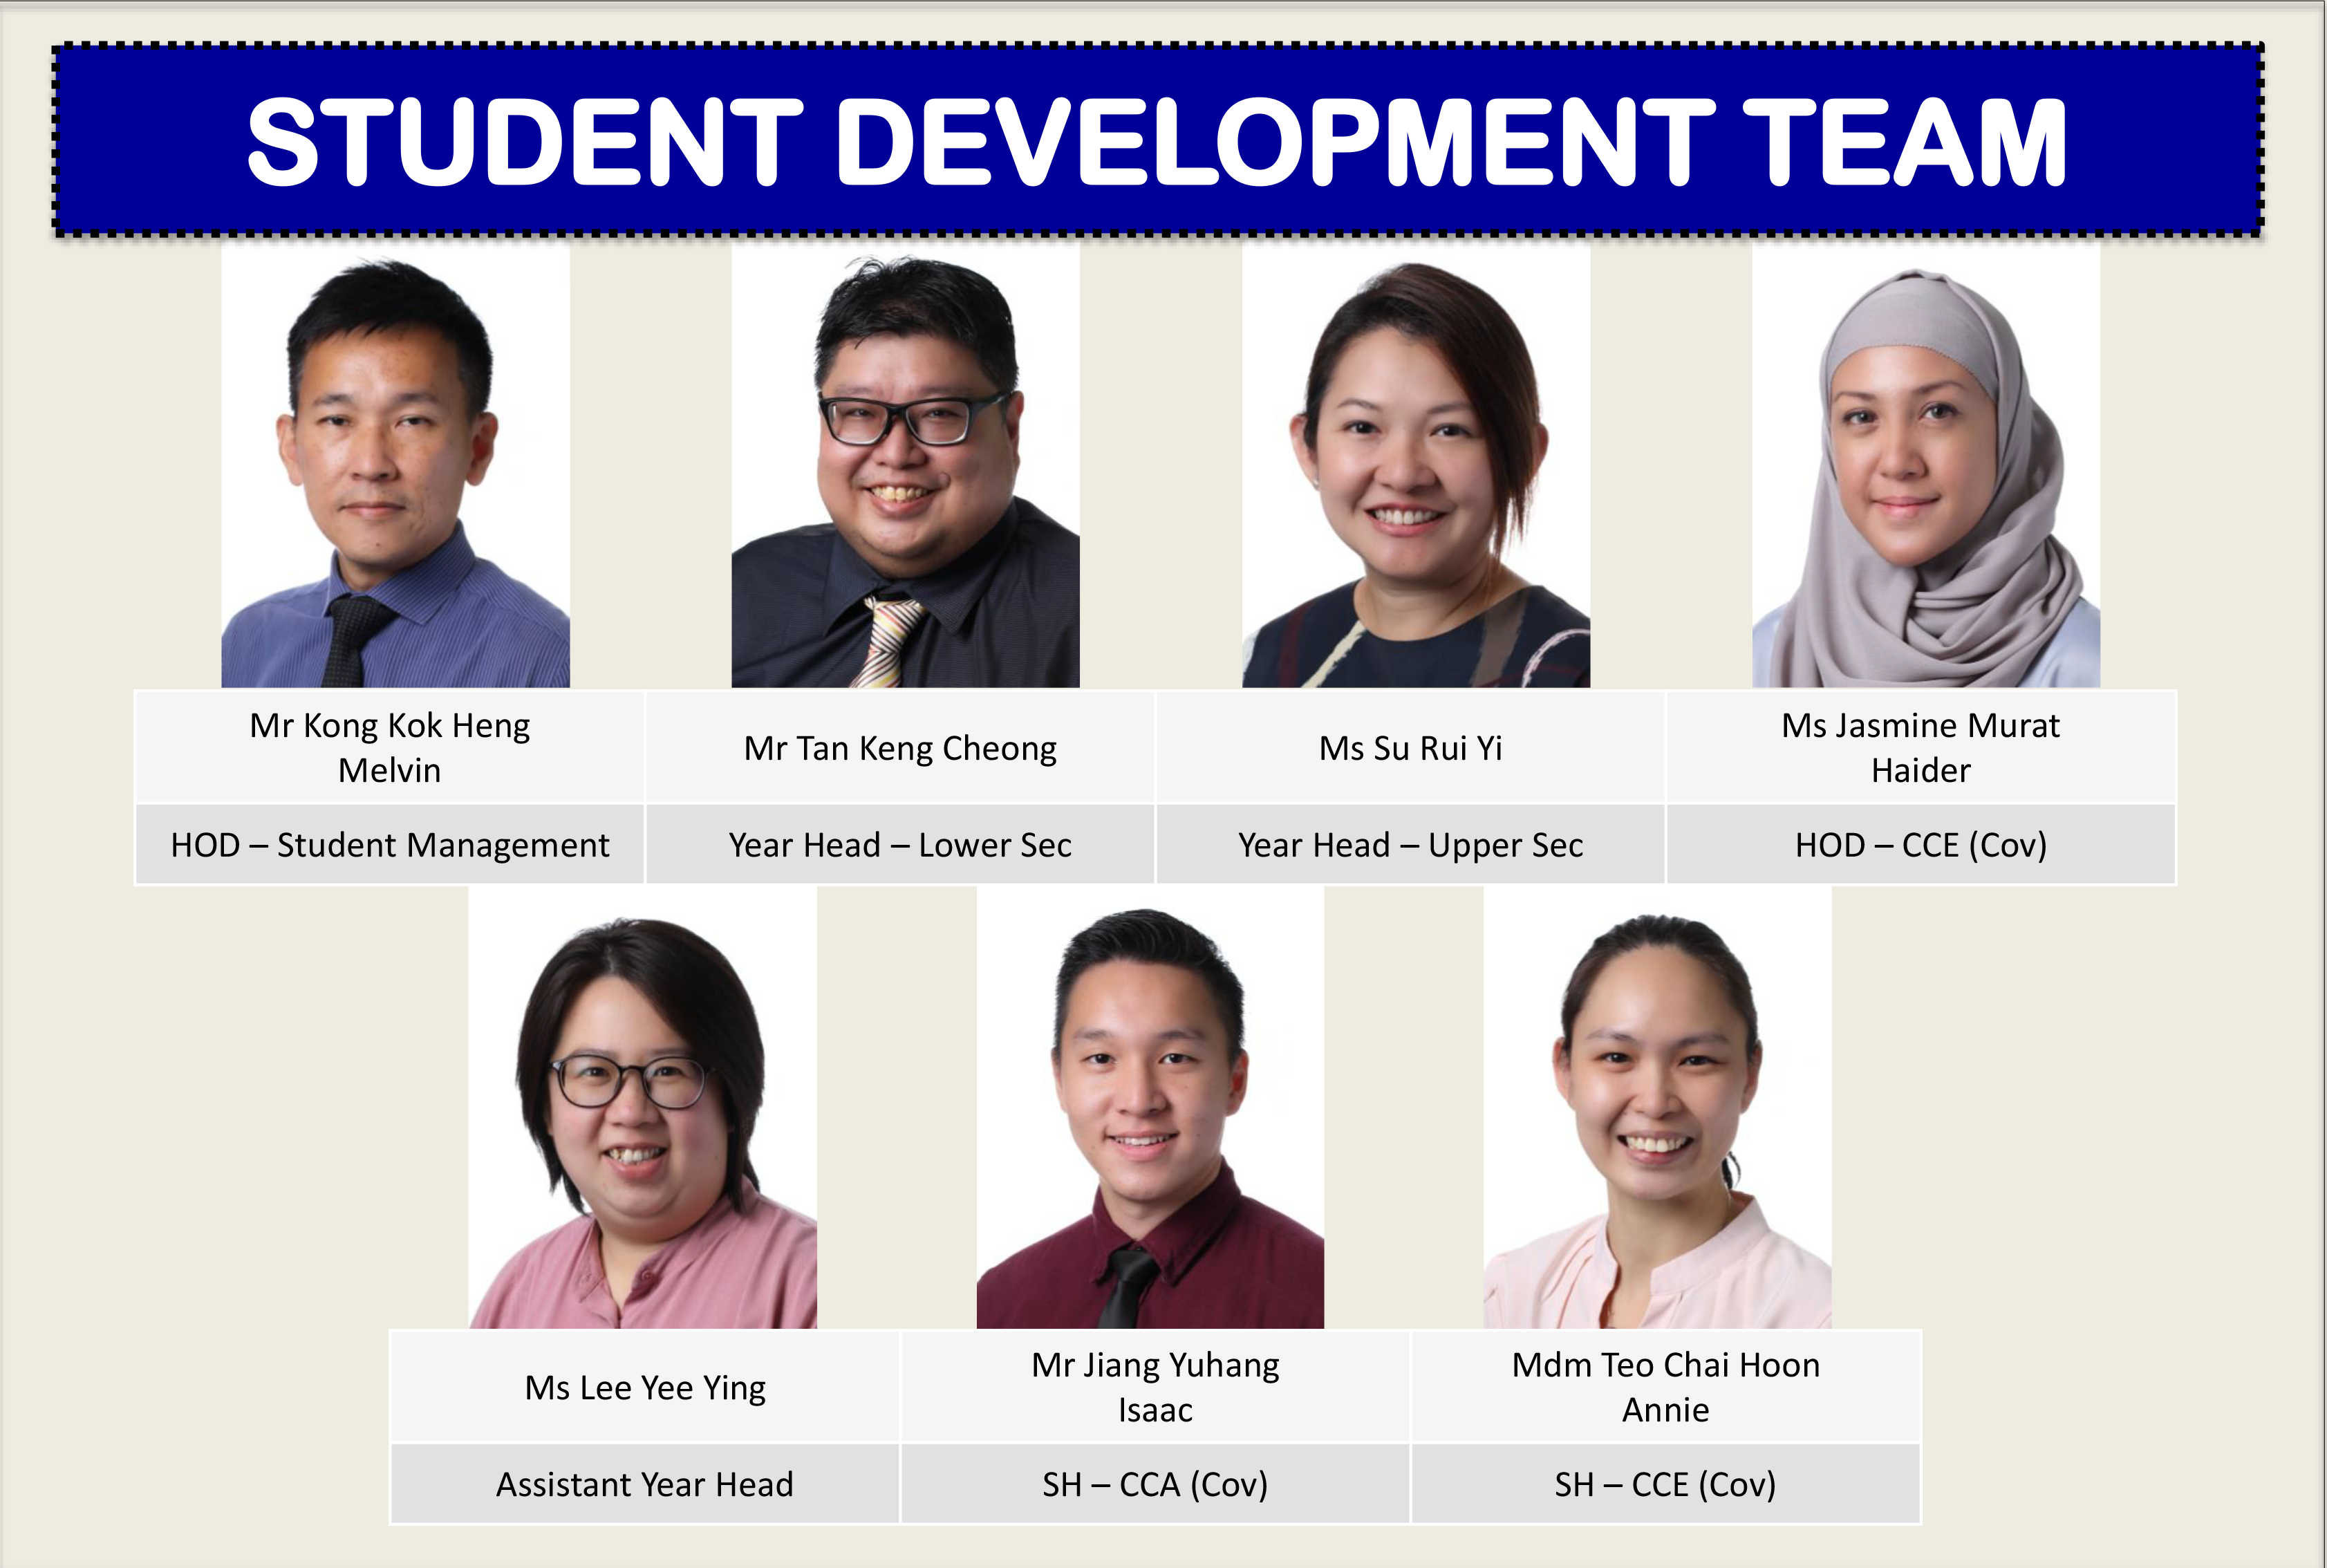 STUDENT DEVELOPMENT TEAM
Mr Kong Kok Heng
Melvin
Mr Tan Keng Cheong
Ms Su Rui Yi
Ms Jasmine Murat
Haider
HOD – Student Management
Year Head – Lower Sec
Year Head – Upper Sec
HOD – CCE (Cov)
Ms Lee Yee Ying
Mr Jiang Yuhang
Isaac
Mdm Teo Chai Hoon
Annie
Assistant Year Head
SH – CCA (Cov)
SH – CCE (Cov)